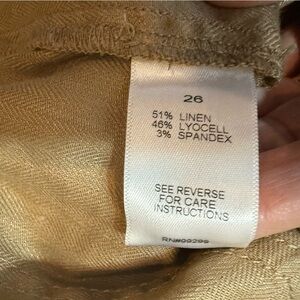 26
51% LINEN
46% LYOCELL
3% SPANDEX
SEE REVERSE
FOR CARE
INSTRUCTIONS